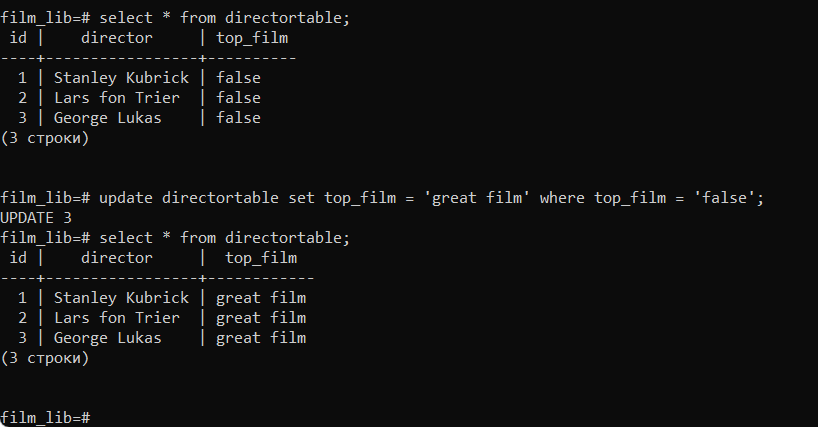 film_lib=# select * from directortable;
 id |    director     | top_film
----+-----------------+----------
  1 | Stanley Kubrick | false
  2 | Lars fon Trier  | false
  3 | George Lukas    | false
(3 строки)
film_lib=# update directortable set top_film = 'great film' where top_film = 'false';
UPDATE 3
film_lib=# select * from directortable;
 id |    director     |  top_film
----+-----------------+------------
  1 | Stanley Kubrick | great film
  2 | Lars fon Trier  | great film
  3 | George Lukas    | great film
(3 строки)
film_lib=#